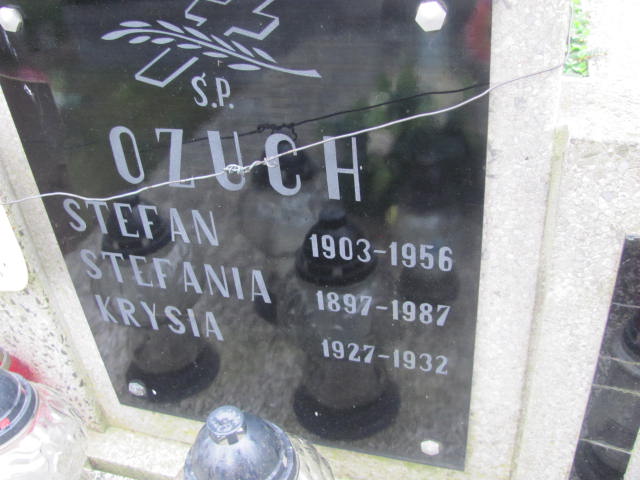 Ś.P.
OZUCH
STEFAN 1903-1956
STEFANIA 1897-1987
KRYSIA 1927-1932